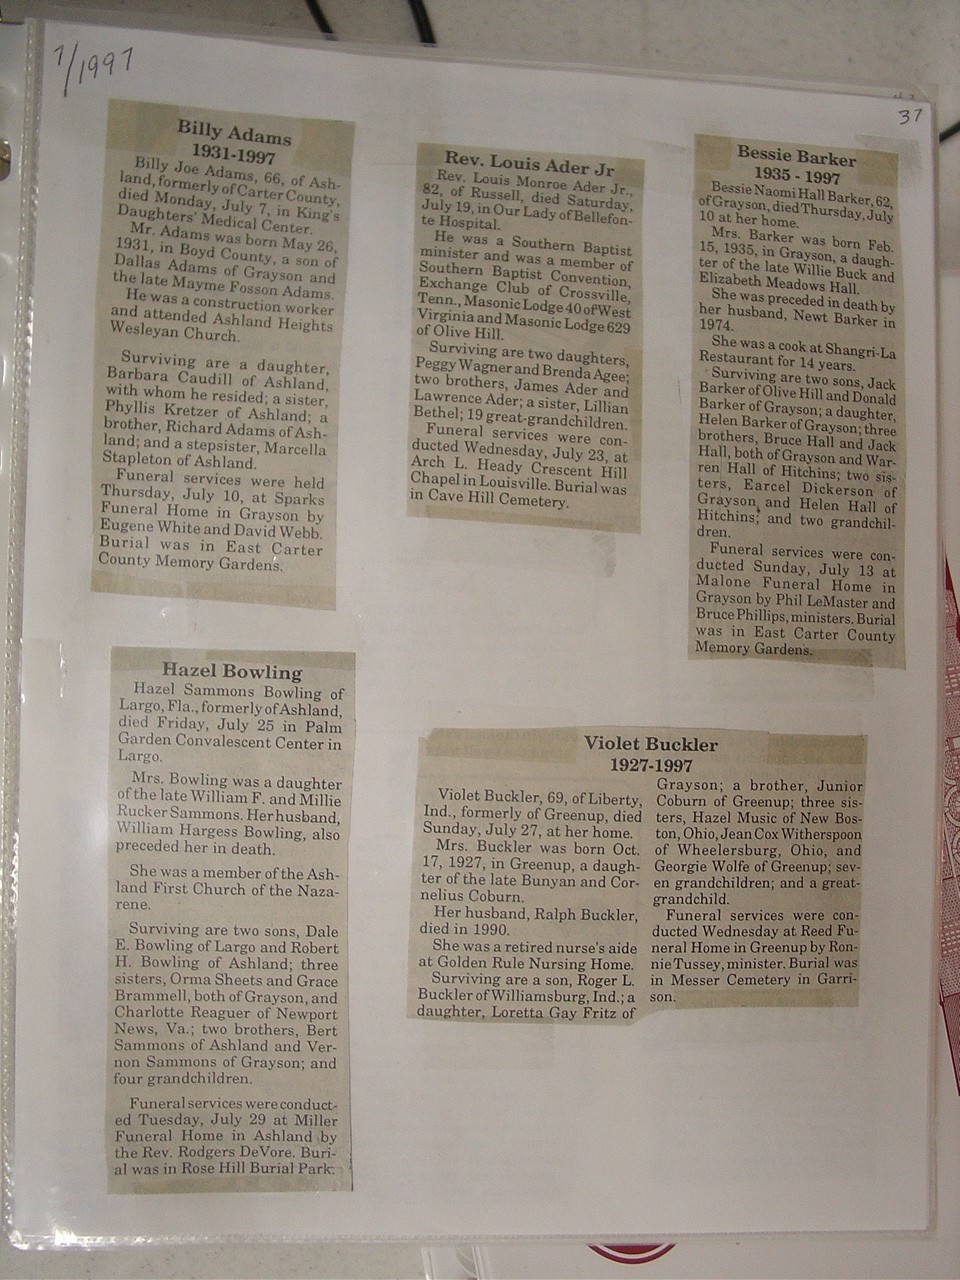 7/1997
37
Billy Adams
1931-1997
Billy Joe Adams, 66, of Ash-
land, formerly of Carter County,
died Monday, July 7, in King's
Daughters' Medical Center.
Mr. Adams was born May 26,
1931, in Boyd County, a son of
Dallas Adams of Grayson and
the late Mayme Fosson Adams.
He was a construction worker
and attended Ashland Heights
Wesleyan Church.
Surviving are a daughter,
Barbara Caudill of Ashland,
with whom he resided; a sister,
Phyllis Kretzer of Ashland; a
brother, Richard Adams of Ash-
land; and a stepsister, Marcella
Stapleton of Ashland.
Funeral services were held
Thursday, July 10, at Sparks
Funeral Home in Grayson by
Eugene White and David Webb.
Burial was in East Carter
County Memory Gardens.
Rev. Louis Ader Jr
Rev. Louis Monroe Ader Jr.,
82, of Russell, died Saturday,
July 19, in Our Lady of Bellefon-
te Hospital.
He was a Southern Baptist
minister and was a member of
Southern Baptist Convention,
Exchange Club of Crossville,
Tenn., Masonic Lodge 40 of West
Virginia and Masonic Lodge 629
of Olive Hill.
Surviving are two daughters,
Peggy Wagner and Brenda Agee;
two brothers, James Ader and
Lawrence Ader; a sister, Lillian
Bethel; 19 great-grandchildren.
Funeral services were con-
ducted Wednesday, July 23, at
Arch L. Heady Crescent Hill
Chapel in Louisville. Burial was
in Cave Hill Cemetery.
Bessie Barker
1935 - 1997
Bessie Naomi Hall Barker, 62,
of Grayson, died Thursday, July
10 at her home.
Mrs. Barker was born Feb.
15, 1935, in Grayson, a daugh-
ter of the late Willie Buck and
Elizabeth Meadows Hall.
She was preceded in death by
her husband, Newt Barker in
1974.
She was a cook at Shangri-La
Restaurant for 14 years.
Surviving are two sons, Jack
Barker of Olive Hill and Donald
Barker of Grayson; a daughter,
Helen Barker of Grayson; three
brothers, Bruce Hall and Jack
Hall, both of Grayson and War-
ren Hall of Hitchins; two sis-
ters, Earcel Dickerson of
Grayson, and Helen Hall of
Hitchins; and two grandchil-
dren.
Funeral services were con-
ducted Sunday, July 13 at
Malone Funeral Home in
Grayson by Phil LeMaster and
Bruce Phillips, ministers. Burial
was in East Carter County
Memory Gardens.
Hazel Bowling
Hazel Sammons Bowling of
Largo, Fla., formerly of Ashland,
died Friday, July 25 in Palm
Garden Convalescent Center in
Largo.
Mrs. Bowling was a daughter
of the late William F. and Millie
Rucker Sammons. Her husband,
William Hargess Bowling, also
preceded her in death.
She was a member of the Ash-
land First Church of the Naza-
rene.
Surviving are two sons, Dale
E. Bowling of Largo and Robert
H. Bowling of Ashland; three
sisters, Orma Sheets and Grace
Brammell, both of Grayson, and
Charlotte Reaguer of Newport
News, Va.; two brothers, Bert
Sammons of Ashland and Ver-
non Sammons of Grayson; and
four grandchildren.
Funeral services were conduct-
ed Tuesday, July 29 at Miller
Funeral Home in Ashland by
the Rev. Rodgers DeVore. Buri-
al was in Rose Hill Burial Park.
Violet Buckler
1927-1997
Violet Buckler, 69, of Liberty,
Ind., formerly of Greenup, died
Sunday, July 27, at her home.
Mrs. Buckler was born Oct.
17, 1927, in Greenup, a daugh-
ter of the late Bunyan and Cor-
nelius Coburn.
Her husband, Ralph Buckler,
died in 1990.
She was a retired nurse's aide
at Golden Rule Nursing Home.
Surviving are a son, Roger L.
Buckler of Williamsburg, Ind.; a
daughter, Loretta Gay Fritz of
Grayson; a brother, Junior
Coburn of Greenup; three sis-
ters, Hazel Music of New Bos-
ton, Ohio, Jean Cox Witherspoon
of Wheelersburg, Ohio, and
Georgie Wolfe of Greenup; sev-
en grandchildren; and a great-
grandchild.
Funeral services were con-
ducted Wednesday at Reed Fu-
neral Home in Greenup by Ron-
nie Tussey, minister. Burial was
in Messer Cemetery in Garri-
son.